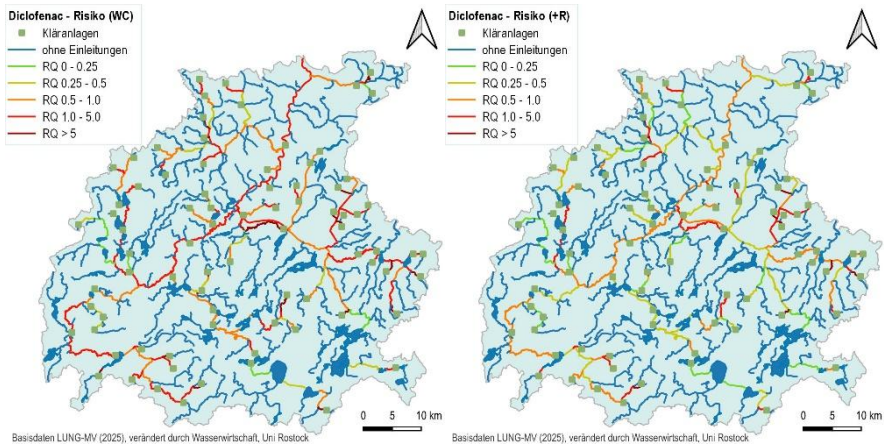 Diclofenac - Risiko (WC)
Kläranlagen
ohne Einleitungen
RQ 0 - 0.25
RQ 0.25 - 0.5
RQ 0.5 - 1.0
RQ 1.0 - 5.0
RQ > 5
0 5 10 km
Basisdaten LUNG-MV (2025), verändert durch Wasserwirtschaft, Uni Rostock
Diclofenac - Risiko (+R)
Kläranlagen
ohne Einleitungen
RQ 0 - 0.25
RQ 0.25 - 0.5
RQ 0.5 - 1.0
RQ 1.0 - 5.0
RQ > 5
0 5 10 km
Basisdaten LUNG-MV (2025), verändert durch Wasserwirtschaft, Uni Rostock